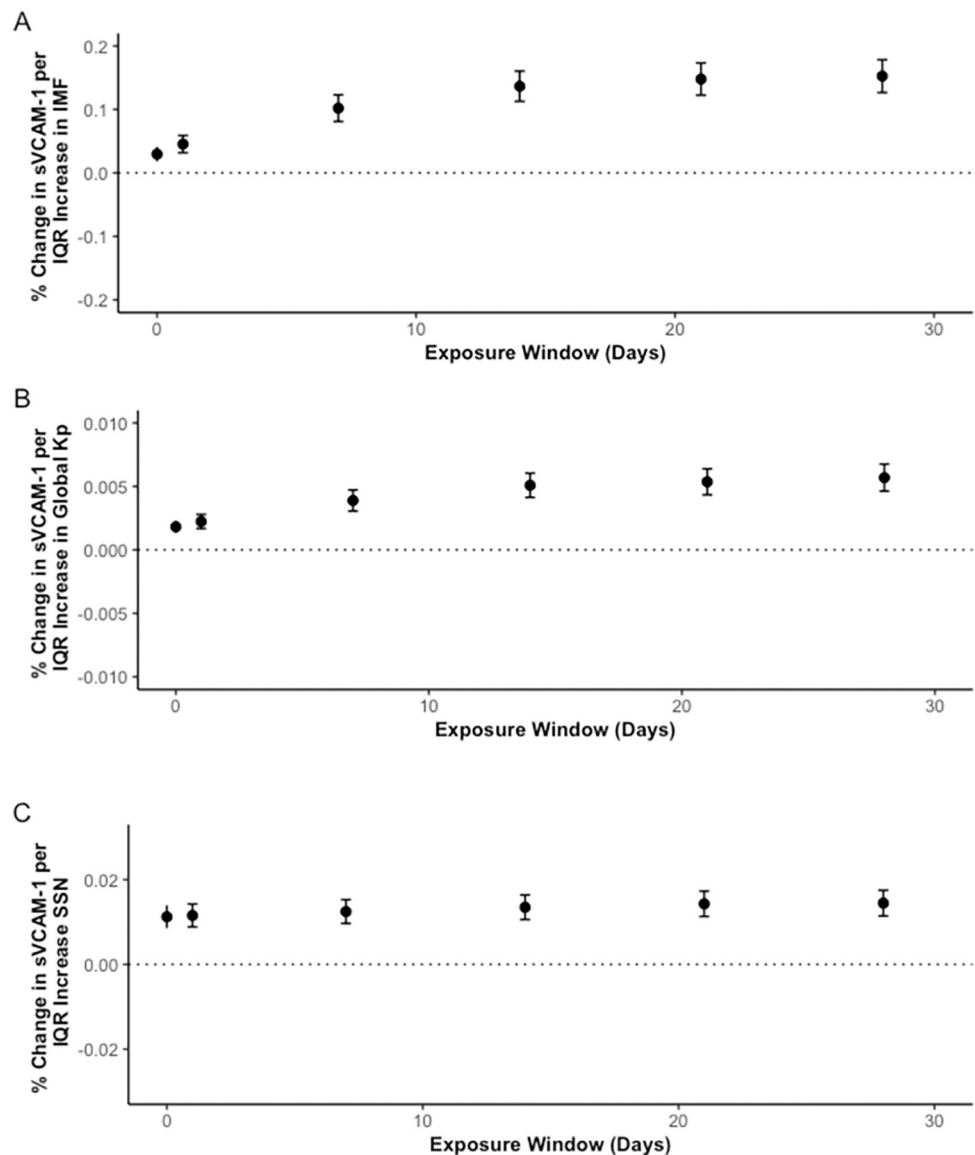 A
% Change in sVCAM-1 per
IQR Increase in IMF
0.2
0.1
0.0
-0.1
-0.2
0 10 20 30
Exposure Window (Days)
B
% Change in sVCAM-1 per
IQR Increase in Global Kp
0.010
0.005
0.000
-0.005
-0.010
0 10 20 30
Exposure Window (Days)
C
% Change in sVCAM-1 per
IQR Increase SSN
0.02
0.00
-0.02
0 10 20 30
Exposure Window (Days)